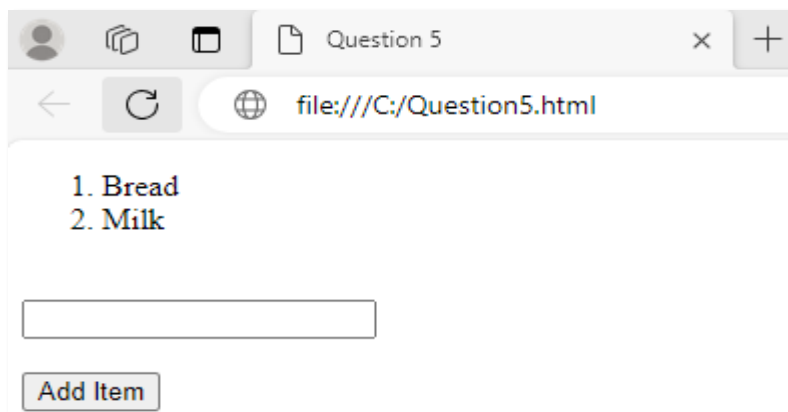 Question 5
file:///C:/Question5.html
1. Bread
2. Milk
Add Item